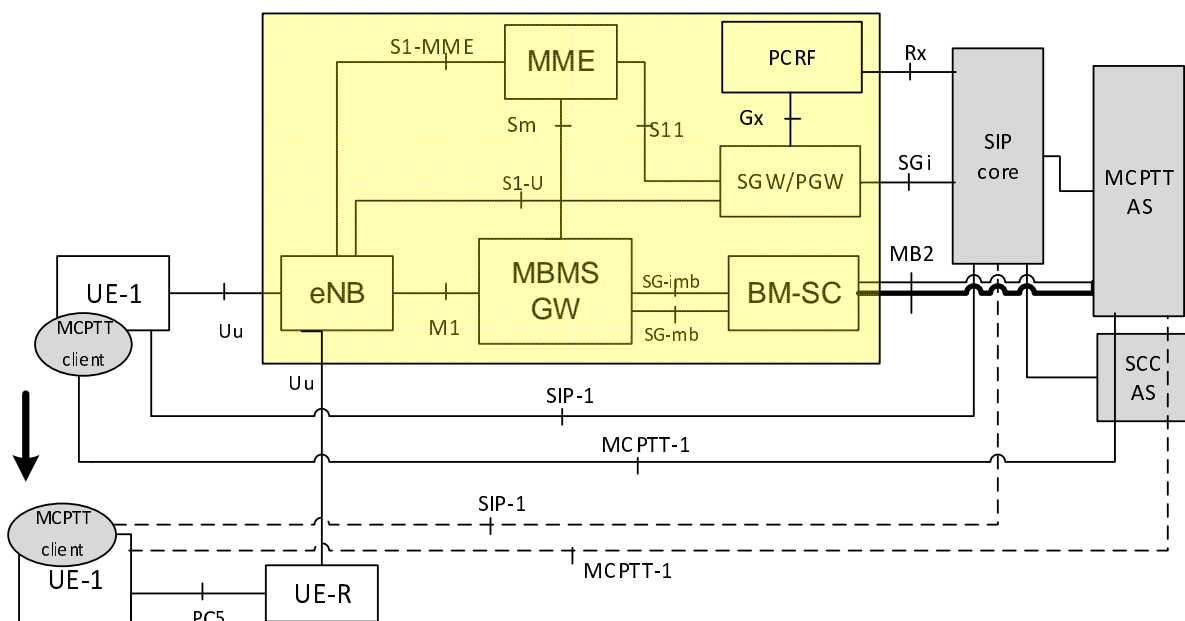 S1-MME
MME
PCRF
Rx
Sm
S11
Gx
SIP
core
MCPTT
AS
S1-U
SGW/PGW
SGi
MB2
UE-1
MCPTT
client
Uu
eNB
M1
MBMS
GW
SG-imb
SG-mb
BM-SC
Uu
SCC
AS
SIP-1
MCPTT-1
SIP-1
MCPTT
client
UE-1
MCPTT-1
PC5
UE-R